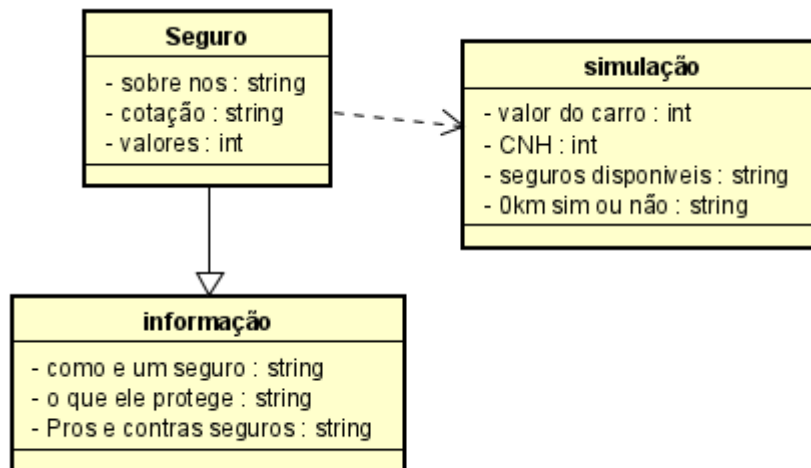 Seguro
- sobre nos : string
- cotação : string
- valores : int
simulação
- valor do carro : int
- CNH : int
- seguros disponiveis : string
- 0km sim ou não : string
informação
- como e um seguro : string
- o que ele protege : string
- Pros e contras seguros : string